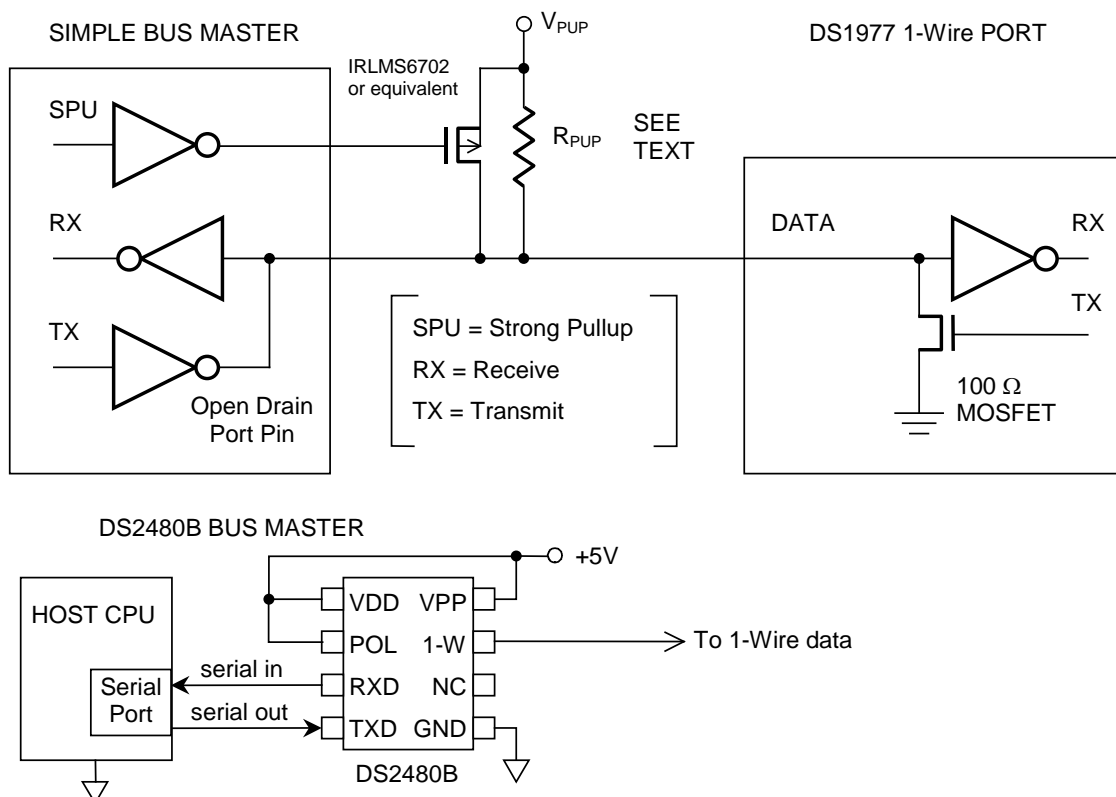 SIMPLE BUS MASTER
VPUP
DS1977 1-Wire PORT
IRLMS6702
or equivalent
SPU
RPUP
SEE
TEXT
RX
DATA
RX
TX
TX
Open Drain
Port Pin
SPU = Strong Pullup
RX = Receive
TX = Transmit
100 Ω
MOSFET
DS2480B BUS MASTER
+5V
HOST CPU
VDD
VPP
POL
1-W
To 1-Wire data
serial in
RXD
NC
Serial
Port
serial out
TXD
GND
DS2480B